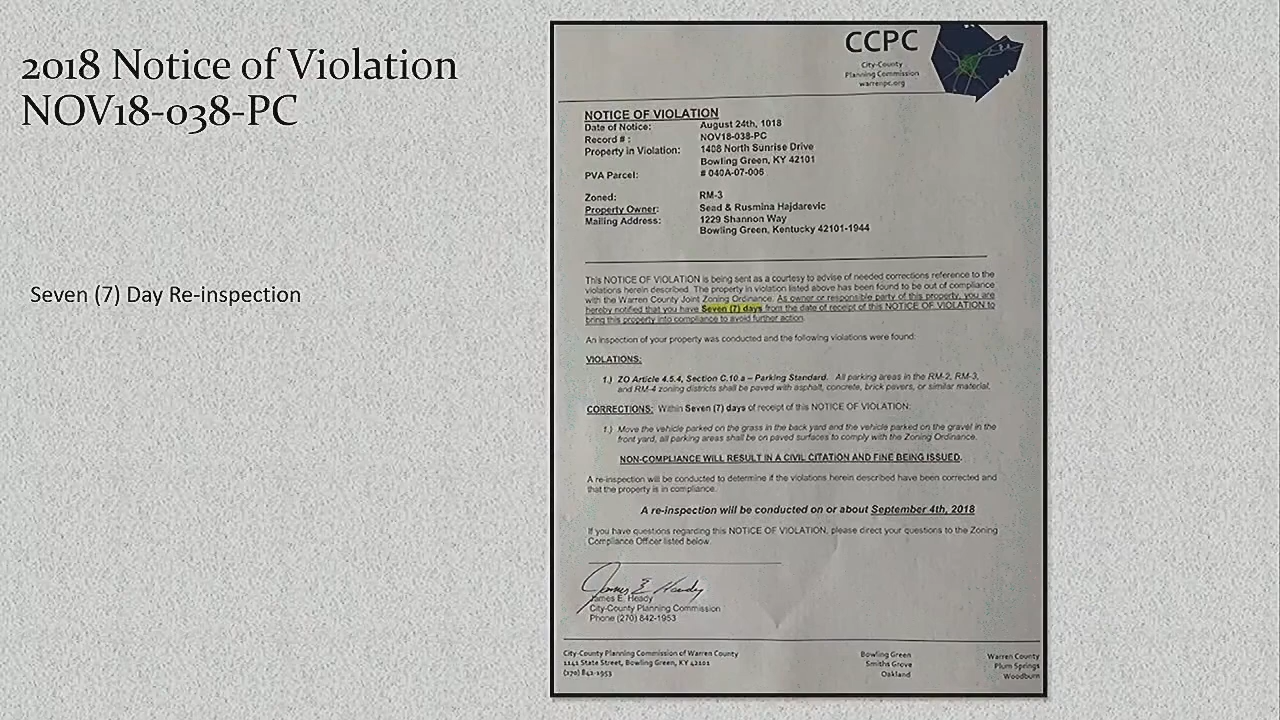 2018 Notice of Violation
NOV18-038-PC
Seven (7) Day Re-inspection
CCPC
City-County
Planning Commission
warrenpc.org
NOTICE OF VIOLATION
Date of Notice: August 24th, 1018
Record # : NOV18-038-PC
Property in Violation: 1408 North Sunrise Drive
Bowling Green, KY 42101
PVA Parcel: # 040A-07-006
Zoned: RM-3
Property Owner: Sead & Rusmina Hajdarevic
Mailing Address: 1229 Shannon Way
Bowling Green, Kentucky 42101-1944
This NOTICE OF VIOLATION is being sent as a courtesy to advise of needed corrections reference to the
violations herein described. The property in violation listed above has been found to be out of compliance
with the Warren County Joint Zoning Ordinance. As owner or responsible party of this property, you are
hereby notified that you have Seven (7) days from the date of receipt of this NOTICE OF VIOLATION to
bring this property into compliance to avoid further action.
An inspection of your property was conducted and the following violations were found:
VIOLATIONS:
1.) ZO Article 4.5.4, Section C.10.a – Parking Standard. All parking areas in the RM-2, RM-3,
and RM-4 zoning districts shall be paved with asphalt, concrete, brick pavers, or similar material.
CORRECTIONS: Within Seven (7) days of receipt of this NOTICE OF VIOLATION:
1.) Move the vehicle parked on the grass in the back yard and the vehicle parked on the gravel in the
front yard, all parking areas shall be on paved surfaces to comply with the Zoning Ordinance.
NON-COMPLIANCE WILL RESULT IN A CIVIL CITATION AND FINE BEING ISSUED.
A re-inspection will be conducted to determine if the violations herein described have been corrected and
that the property is in compliance.
A re-inspection will be conducted on or about September 4th, 2018
If you have questions regarding this NOTICE OF VIOLATION, please direct your questions to the Zoning
Compliance Officer listed below.
James E Heady
James E. Heady
City-County Planning Commission
Phone (270) 842-1953
City-County Planning Commission of Warren County
1141 State Street, Bowling Green, KY 42101
(270) 842-1953
Bowling Green
Smiths Grove
Oakland
Warren County
Plum Springs
Woodburn